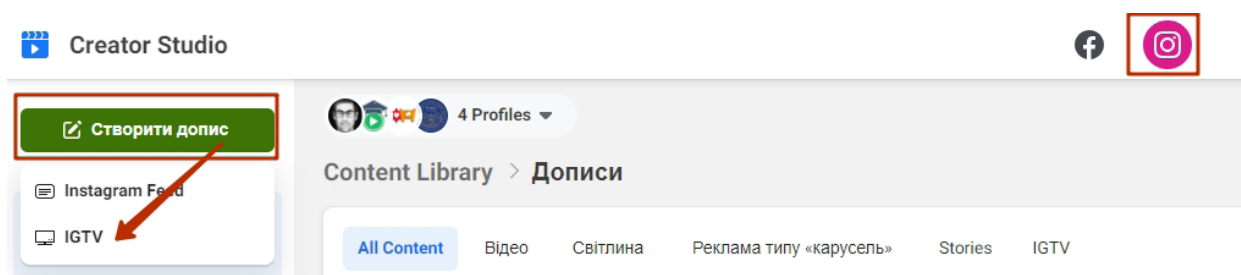 Creator Studio
Створити допис
4 Profiles
Instagram Feed
Content Library > Дописи
IGTV
All Content Відео Світлина Реклама типу «карусель» Stories IGTV